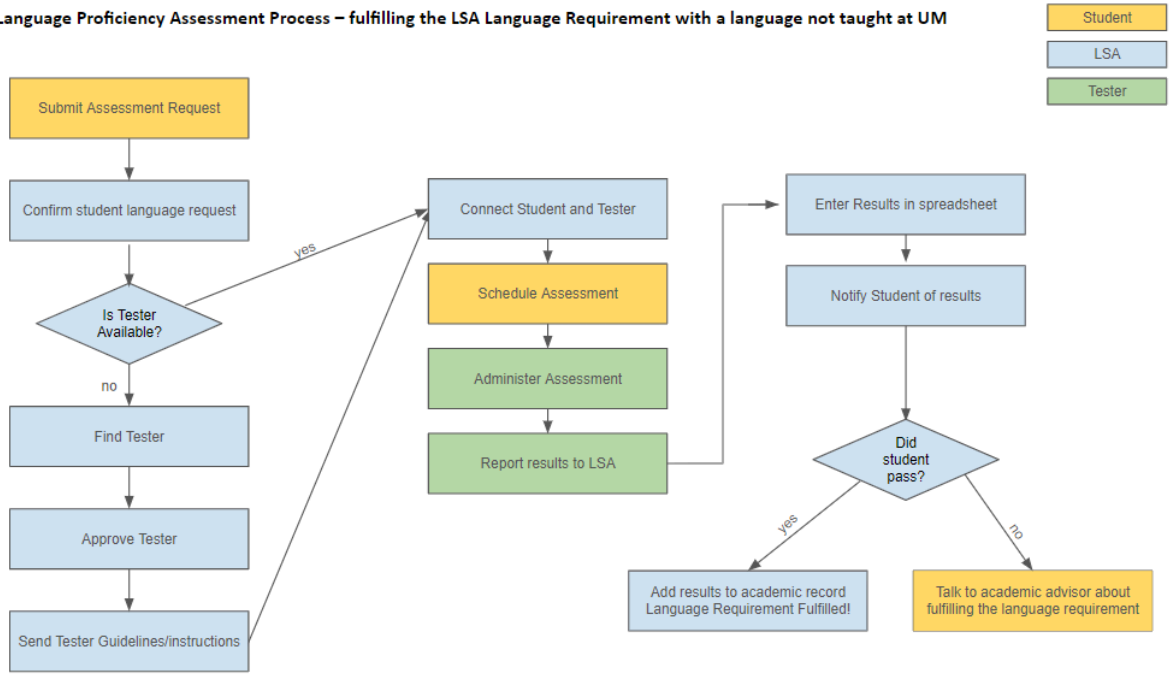 Language Proficiency Assessment Process – fulfilling the LSA Language Requirement with a language not taught at UM
Student
LSA
Tester
Submit Assessment Request
Confirm student language request
Is Tester
Available?
yes
no
Find Tester
Approve Tester
Send Tester Guidelines/instructions
Connect Student and Tester
Schedule Assessment
Administer Assessment
Report results to LSA
Enter Results in spreadsheet
Notify Student of results
Did
student
pass?
yes
no
Add results to academic record
Language Requirement Fulfilled!
Talk to academic advisor about
fulfilling the language requirement